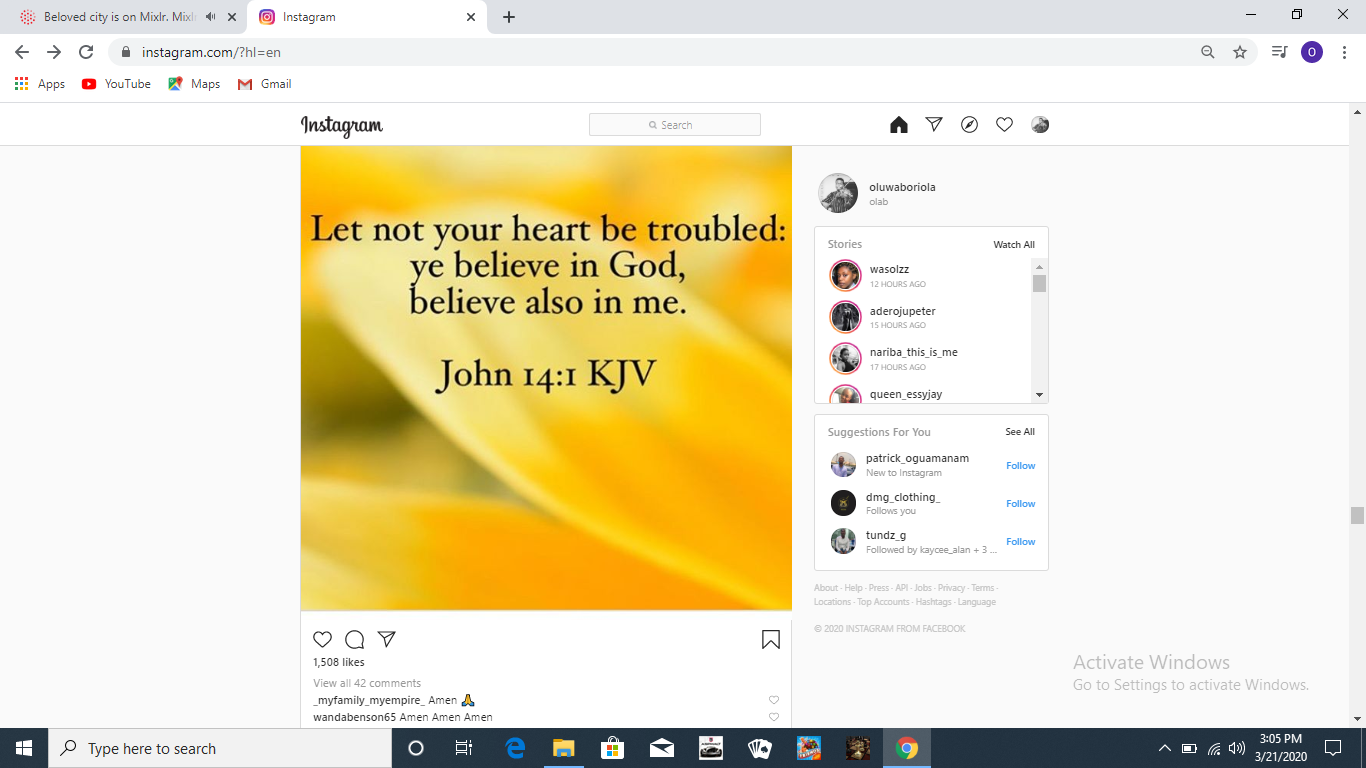 Beloved city is on Mixlr. Mixl
Instagram
instagram.com/?hl=en
O
Apps
YouTube
Maps
Gmail
Instagram
Search
Let not your heart be troubled:
ye believe in God,
believe also in me.
John 14:1 KJV
1,508 likes
View all 42 comments
_myfamily_myempire_ Amen 🙏
wandabenson65 Amen Amen Amen
oluwaboriola
olab
Stories Watch All
wasolzz
12 HOURS AGO
aderojupeter
15 HOURS AGO
nariba_this_is_me
17 HOURS AGO
queen_essyjay
Suggestions For You See All
patrick_oguamanam
New to Instagram
Follow
dmg_clothing_
Follows you
Follow
tundz_g
Followed by kaycee_alan + 3 ...
Follow
About · Help · Press · API · Jobs · Privacy · Terms ·
Locations · Top Accounts · Hashtags · Language
© 2020 INSTAGRAM FROM FACEBOOK
Activate Windows
Go to Settings to activate Windows.
Type here to search
3:05 PM
3/21/2020